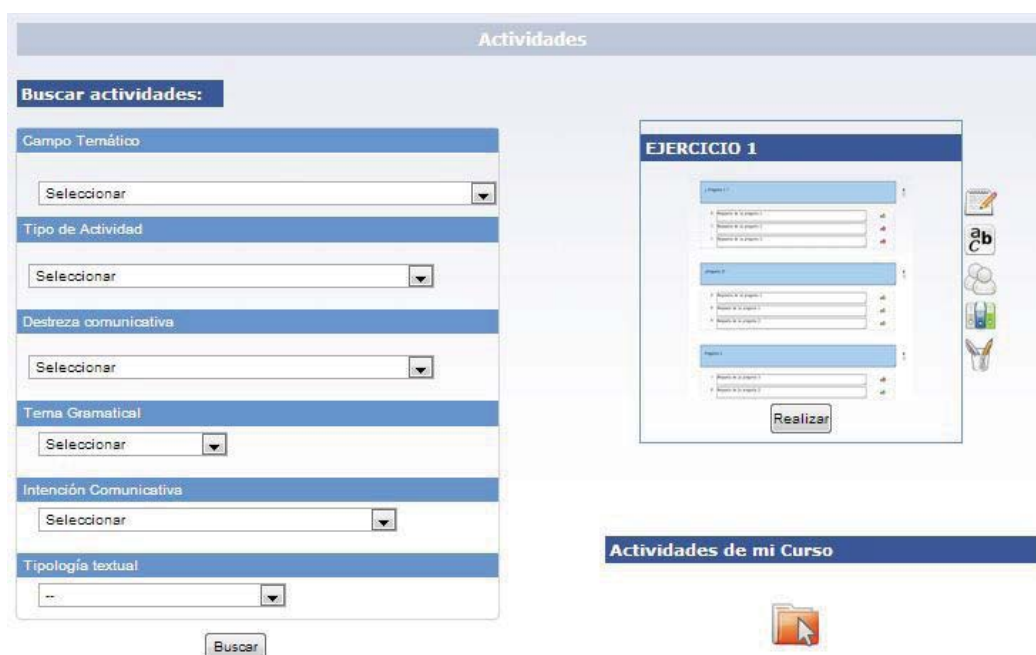 Actividades
Buscar actividades:
Campo Temático
Seleccionar
Tipo de Actividad
Seleccionar
Destreza comunicativa
Seleccionar
Tema Gramatical
Seleccionar
Intención Comunicativa
Seleccionar
Tipología textual
--
Buscar
EJERCICIO 1
Realizar
a b
c
Actividades de mi Curso